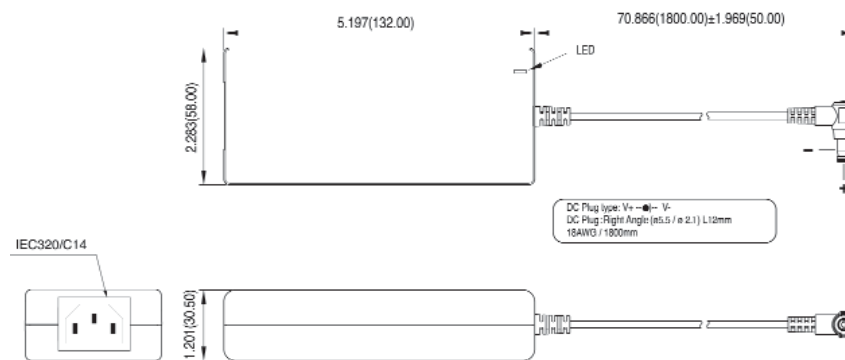 5.197(132.00)
70.866(1800.00)±1.969(50.00)
LED
2.283(58.00)
-
+
DC Plug type: V+ --●|-- V-
DC Plug :Right Angle (ø5.5 / ø 2.1) L12mm
18AWG / 1800mm
IEC320/C14
1.201(30.50)